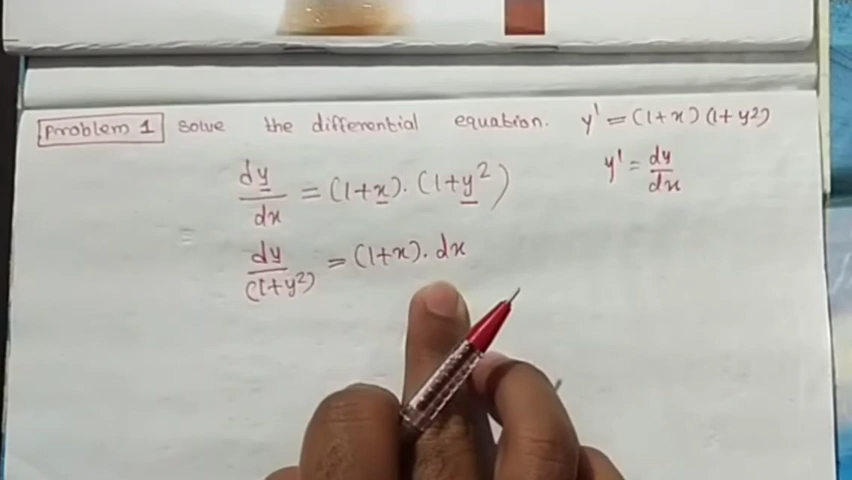 Problem 1 Solve the differential equation. y' = (1+x)(1+y²)
dy/dx = (1+x).(1+y²)
y' = dy/dx
= dy/(1+y²) = (1+x).dx